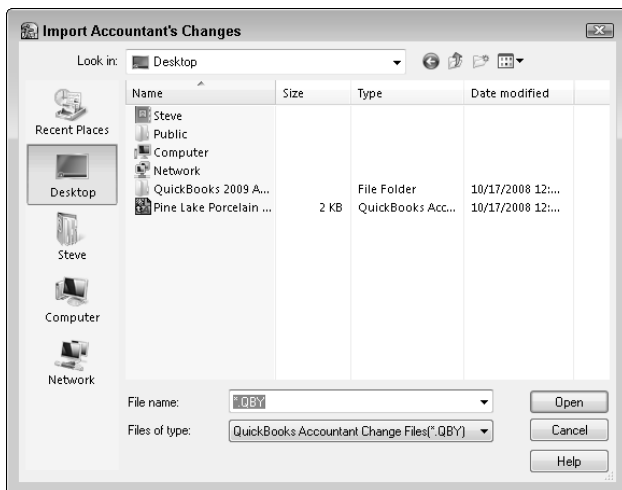 Import Accountant's Changes
Look in: Desktop
Name Size Type Date modified
Steve
Public
Computer
Network
QuickBooks 2009 A... File Folder 10/17/2008 12:...
Pine Lake Porcelain ... 2 KB QuickBooks Acc... 10/17/2008 12:...
Recent Places
Desktop
Steve
Computer
Network
File name: *.QBY Open
Files of type: QuickBooks Accountant Change Files(*.QBY) Cancel
Help